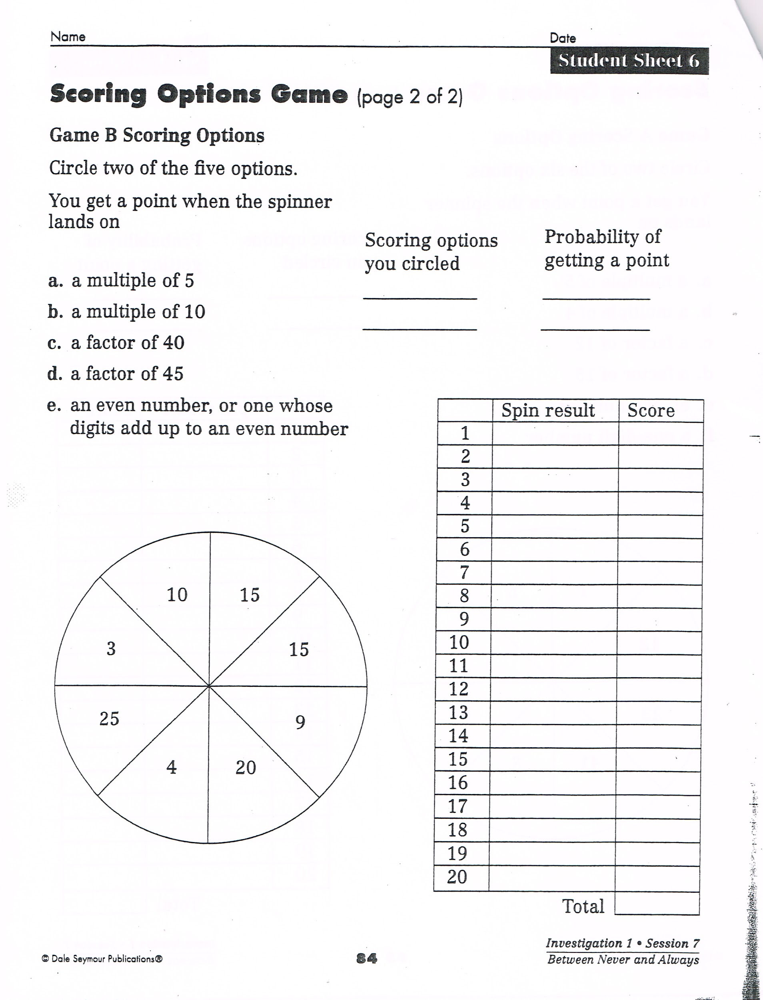 Name
Date
Student Sheet 6
Scoring Options Game (page 2 of 2)
Game B Scoring Options
Circle two of the five options.
You get a point when the spinner
lands on
Scoring options
you circled
Probability of
getting a point
a. a multiple of 5
b. a multiple of 10
c. a factor of 40
d. a factor of 45
e. an even number, or one whose
digits add up to an even number
Spin result Score
1
2
3
4
5
6
7
8
9
10
11
12
13
14
15
16
17
18
19
20
Total
10
15
3
15
25
9
4
20
© Dale Seymour Publications®
84
Investigation 1 • Session 7
Between Never and Always